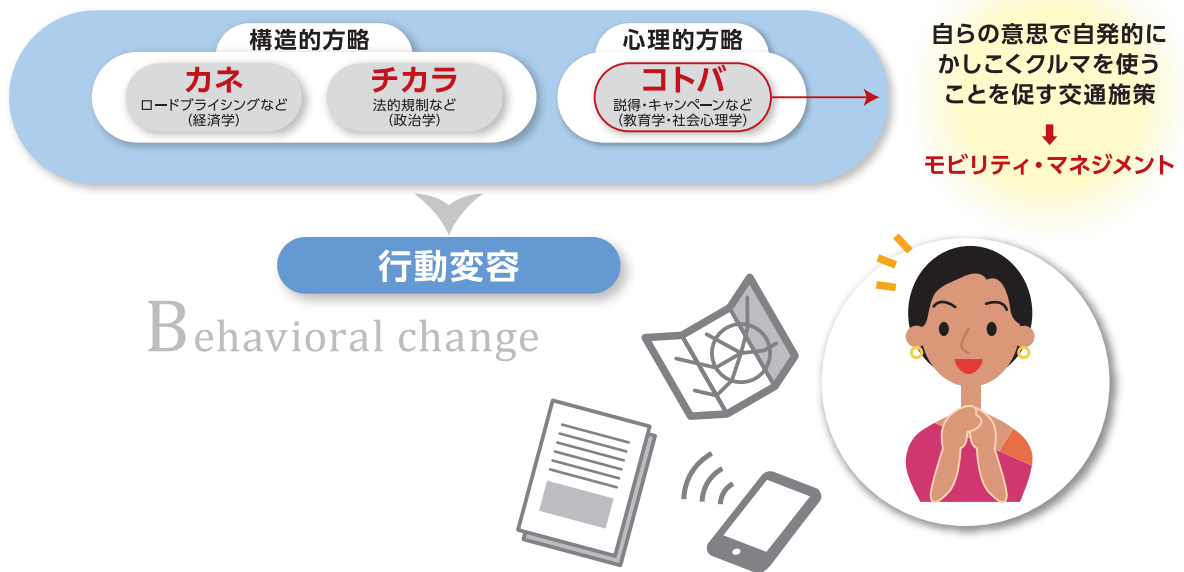 構造的方略
カネ
ロードプライシングなど
(経済学)
チカラ
法的規制など
(政治学)
心理的方略
コトバ
説得・キャンペーンなど
(教育学・社会心理学)
自らの意思で自発的に
かしこくクルマを使う
ことを促す交通施策
モビリティ・マネジメント
行動変容
Behavioral change